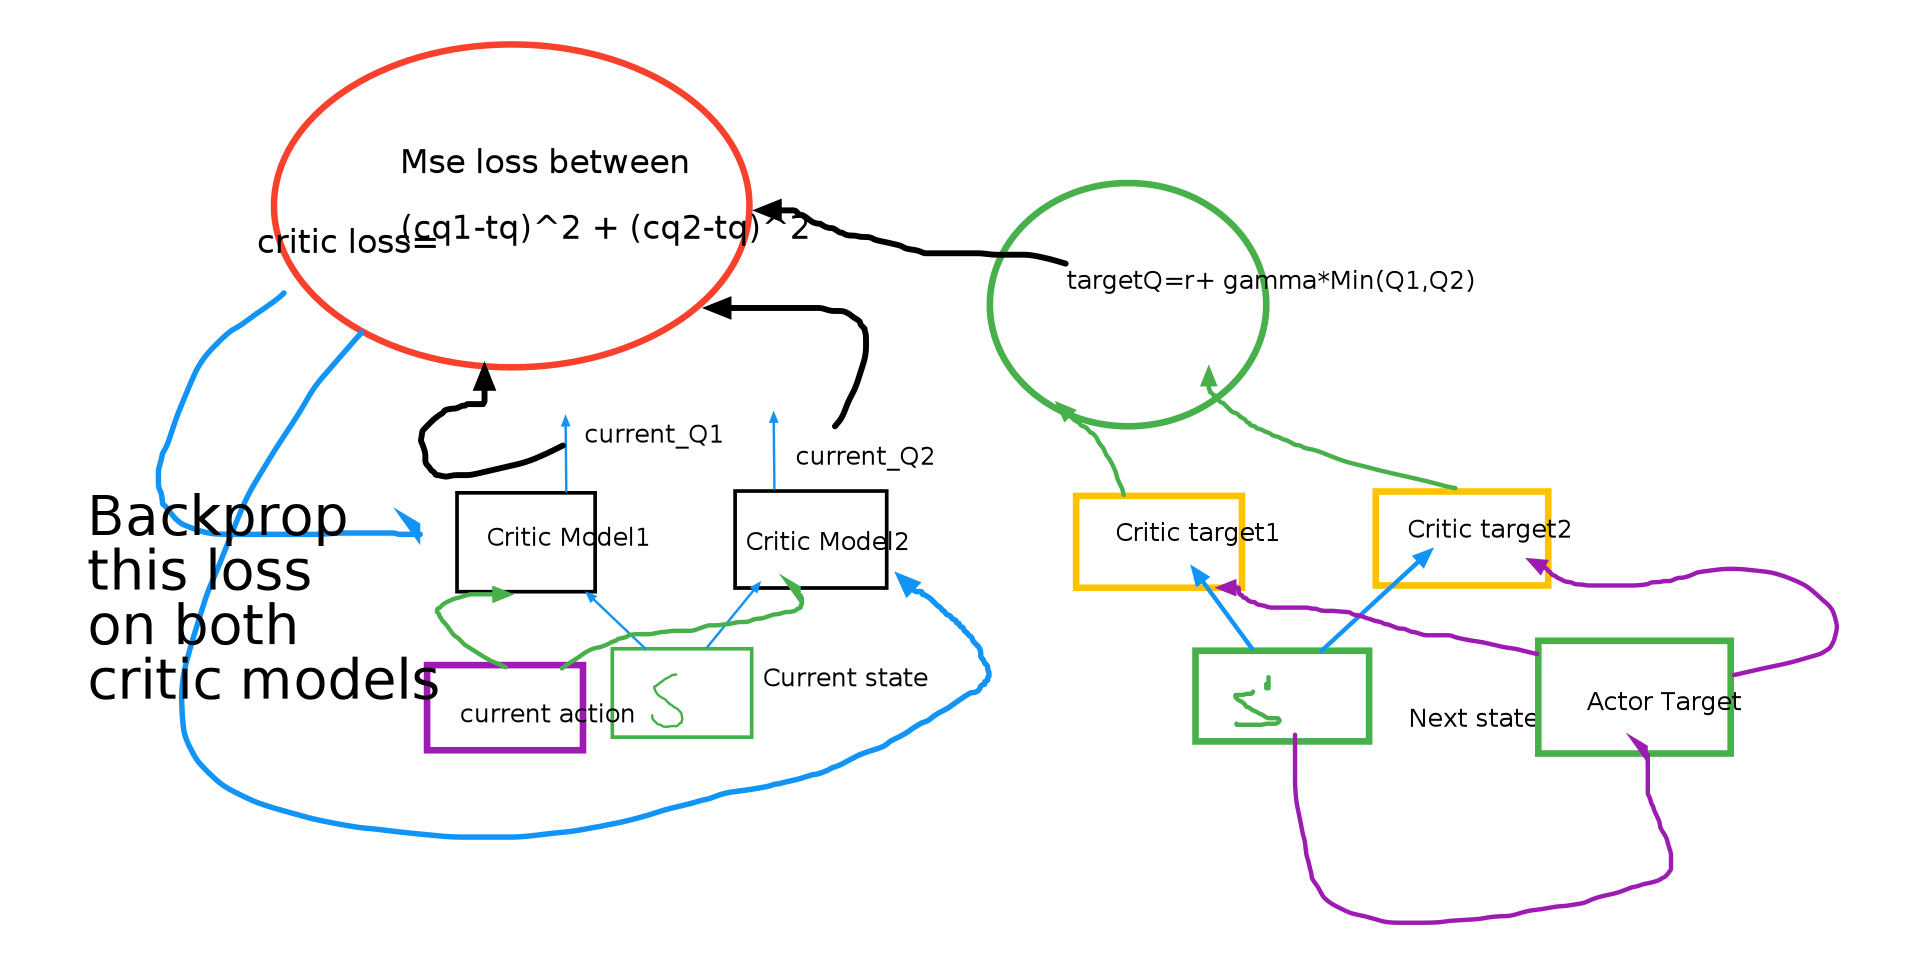 Mse loss between
(cq1-tq)^2 + (cq2-tq)^2
critic loss=
targetQ=r+ gamma*Min(Q1,Q2)
current_Q1
current_Q2
Backprop
this loss
on both
critic models
Critic Model1
Critic Model2
Critic target1
Critic target2
current action
S
Current state
S'
Next state
Actor Target